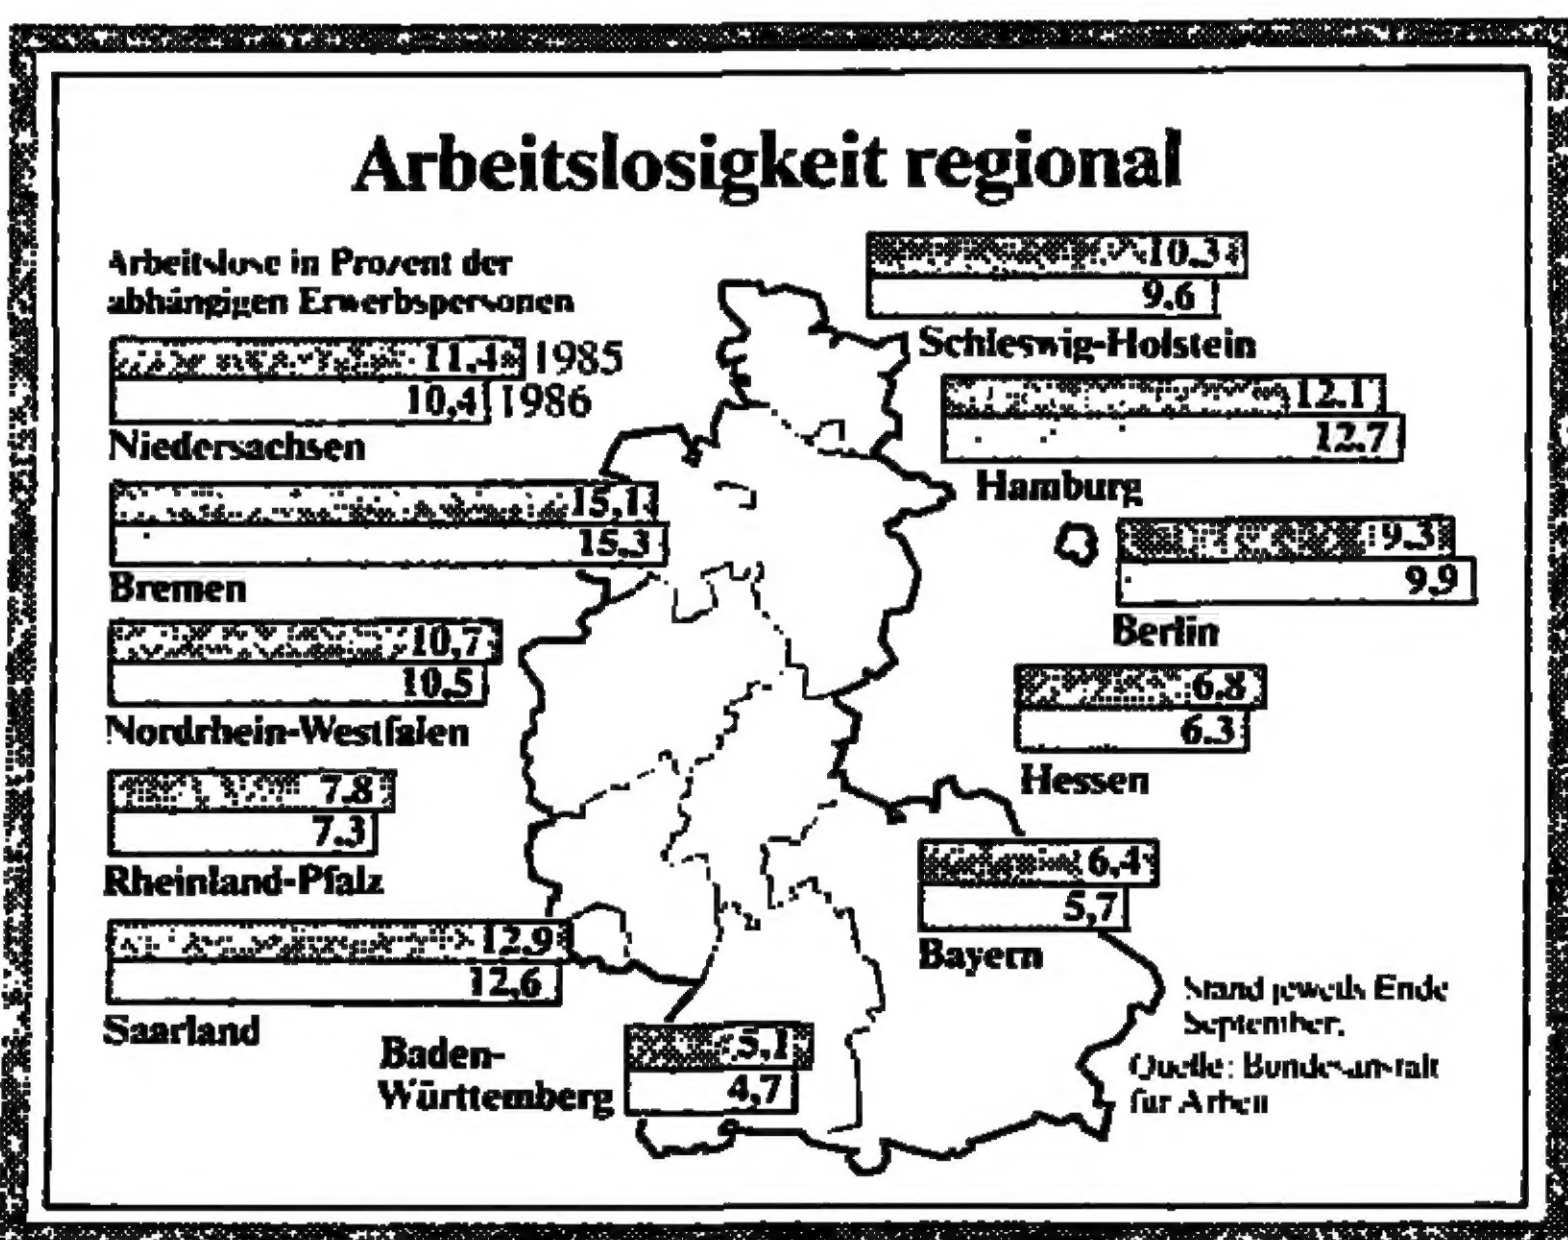 Arbeitslosigkeit regional
Arbeitslose in Prozent der
abhängigen Erwerbspersonen
11,4 1985
10,4 1986
Niedersachsen
15,1
15.3
Bremen
10,7
10.5
Nordrhein-Westfalen
7.8
7.3
Rheinland-Pfalz
12.9
12,6
Saarland
Baden-
Württemberg
5,1
4,7
10.3
9.6
Schleswig-Holstein
12.1
12.7
Hamburg
9.3
9.9
Berlin
6.8
6.3
Hessen
6,4
5,7
Bayern
Stand jeweils Ende
September.
Quelle: Bundesanstalt
für Arbeit